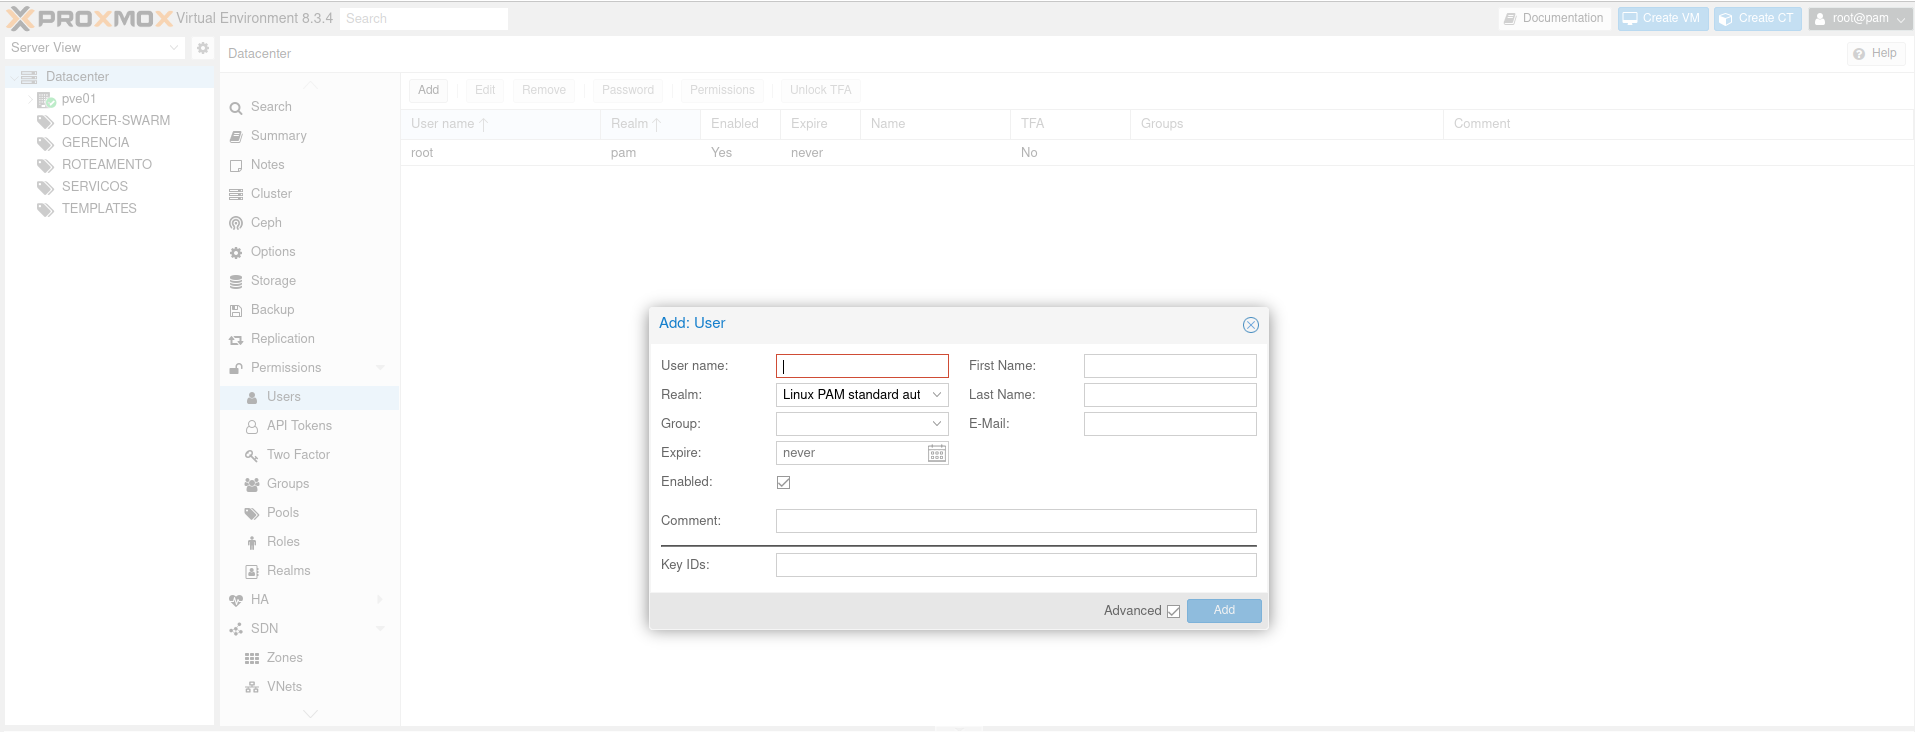 PROXMOX Virtual Environment 8.3.4 Search Documentation Create VM Create CT root@pam
Server View
Datacenter Help
Datacenter
pve01
DOCKER-SWARM
GERENCIA
ROTEAMENTO
SERVICOS
TEMPLATES
Search
Summary
Notes
Cluster
Ceph
Options
Storage
Backup
Replication
Permissions
Users
API Tokens
Two Factor
Groups
Pools
Roles
Realms
HA
SDN
Zones
VNets
Add Edit Remove Password Permissions Unlock TFA
User name Realm Enabled Expire Name TFA Groups Comment
root pam Yes never No
Add: User
User name: First Name:
Realm: Linux PAM standard aut Last Name:
Group: E-Mail:
Expire: never
Enabled:
Comment:
Key IDs:
Advanced Add